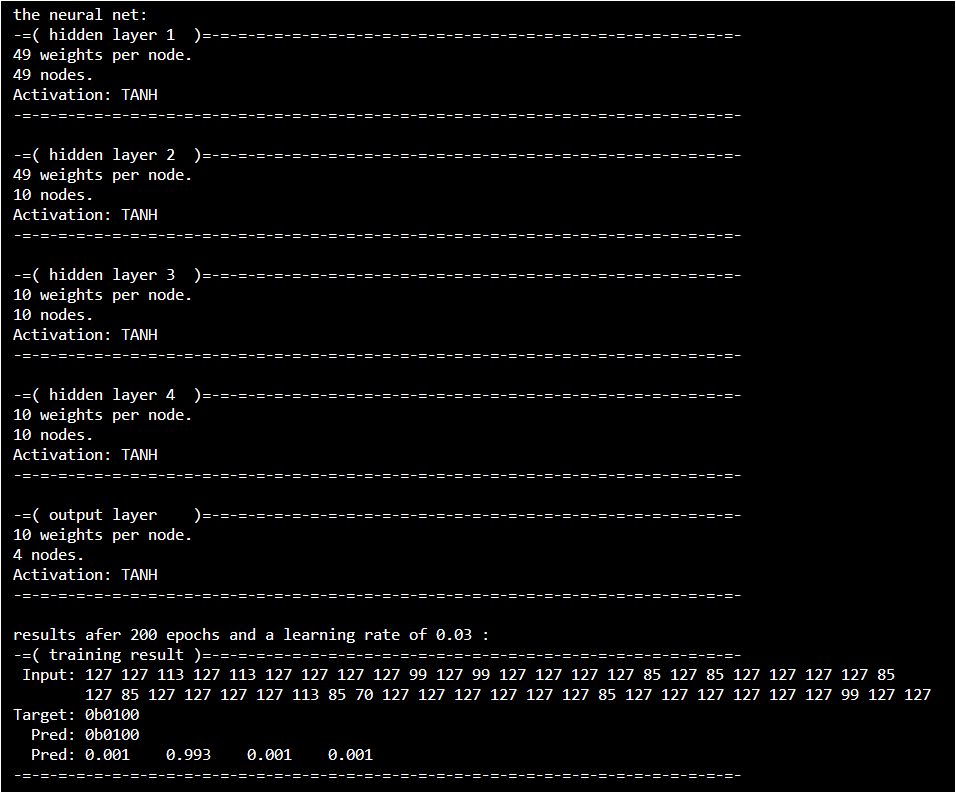 the neural net:
-=( hidden layer 1  )=-=-=-=-=-=-=-=-=-=-=-=-=-=-=-=-=-=-=-=-=-=-=-=-=-=-=-=-=-=-
49 weights per node.
49 nodes.
Activation: TANH
-=-=-=-=-=-=-=-=-=-=-=-=-=-=-=-=-=-=-=-=-=-=-=-=-=-=-=-=-=-=-=-=-=-=-=-=-=-=-=-=-
-=( hidden layer 2  )=-=-=-=-=-=-=-=-=-=-=-=-=-=-=-=-=-=-=-=-=-=-=-=-=-=-=-=-=-=-
49 weights per node.
10 nodes.
Activation: TANH
-=-=-=-=-=-=-=-=-=-=-=-=-=-=-=-=-=-=-=-=-=-=-=-=-=-=-=-=-=-=-=-=-=-=-=-=-=-=-=-=-
-=( hidden layer 3  )=-=-=-=-=-=-=-=-=-=-=-=-=-=-=-=-=-=-=-=-=-=-=-=-=-=-=-=-=-=-
10 weights per node.
10 nodes.
Activation: TANH
-=-=-=-=-=-=-=-=-=-=-=-=-=-=-=-=-=-=-=-=-=-=-=-=-=-=-=-=-=-=-=-=-=-=-=-=-=-=-=-=-
-=( hidden layer 4  )=-=-=-=-=-=-=-=-=-=-=-=-=-=-=-=-=-=-=-=-=-=-=-=-=-=-=-=-=-=-
10 weights per node.
10 nodes.
Activation: TANH
-=-=-=-=-=-=-=-=-=-=-=-=-=-=-=-=-=-=-=-=-=-=-=-=-=-=-=-=-=-=-=-=-=-=-=-=-=-=-=-=-
-=( output layer    )=-=-=-=-=-=-=-=-=-=-=-=-=-=-=-=-=-=-=-=-=-=-=-=-=-=-=-=-=-=-
10 weights per node.
4 nodes.
Activation: TANH
-=-=-=-=-=-=-=-=-=-=-=-=-=-=-=-=-=-=-=-=-=-=-=-=-=-=-=-=-=-=-=-=-=-=-=-=-=-=-=-=-
results afer 200 epochs and a learning rate of 0.03 :
-=( training result )=-=-=-=-=-=-=-=-=-=-=-=-=-=-=-=-=-=-=-=-=-=-=-=-=-=-=-=-=-=-
Input: 127 127 113 127 113 127 127 127 127 99 127 99 127 127 127 127 85 127 85 127 127 127 127 85
127 85 127 127 127 127 113 85 70 127 127 127 127 127 127 85 127 127 127 127 127 127 99 127 127
Target: 0b0100
Pred: 0b0100
Pred: 0.001    0.993    0.001    0.001
-=-=-=-=-=-=-=-=-=-=-=-=-=-=-=-=-=-=-=-=-=-=-=-=-=-=-=-=-=-=-=-=-=-=-=-=-=-=-=-=-